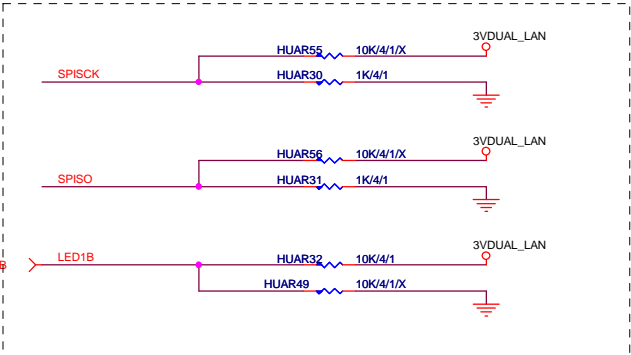 3VDUAL_LAN
HUAR55 10K/4/1/X
SPISCK HUAR30 1K/4/1
3VDUAL_LAN
HUAR56 10K/4/1/X
SPISO HUAR31 1K/4/1
3VDUAL_LAN
B LED1B HUAR32 10K/4/1
HUAR49 10K/4/1/X